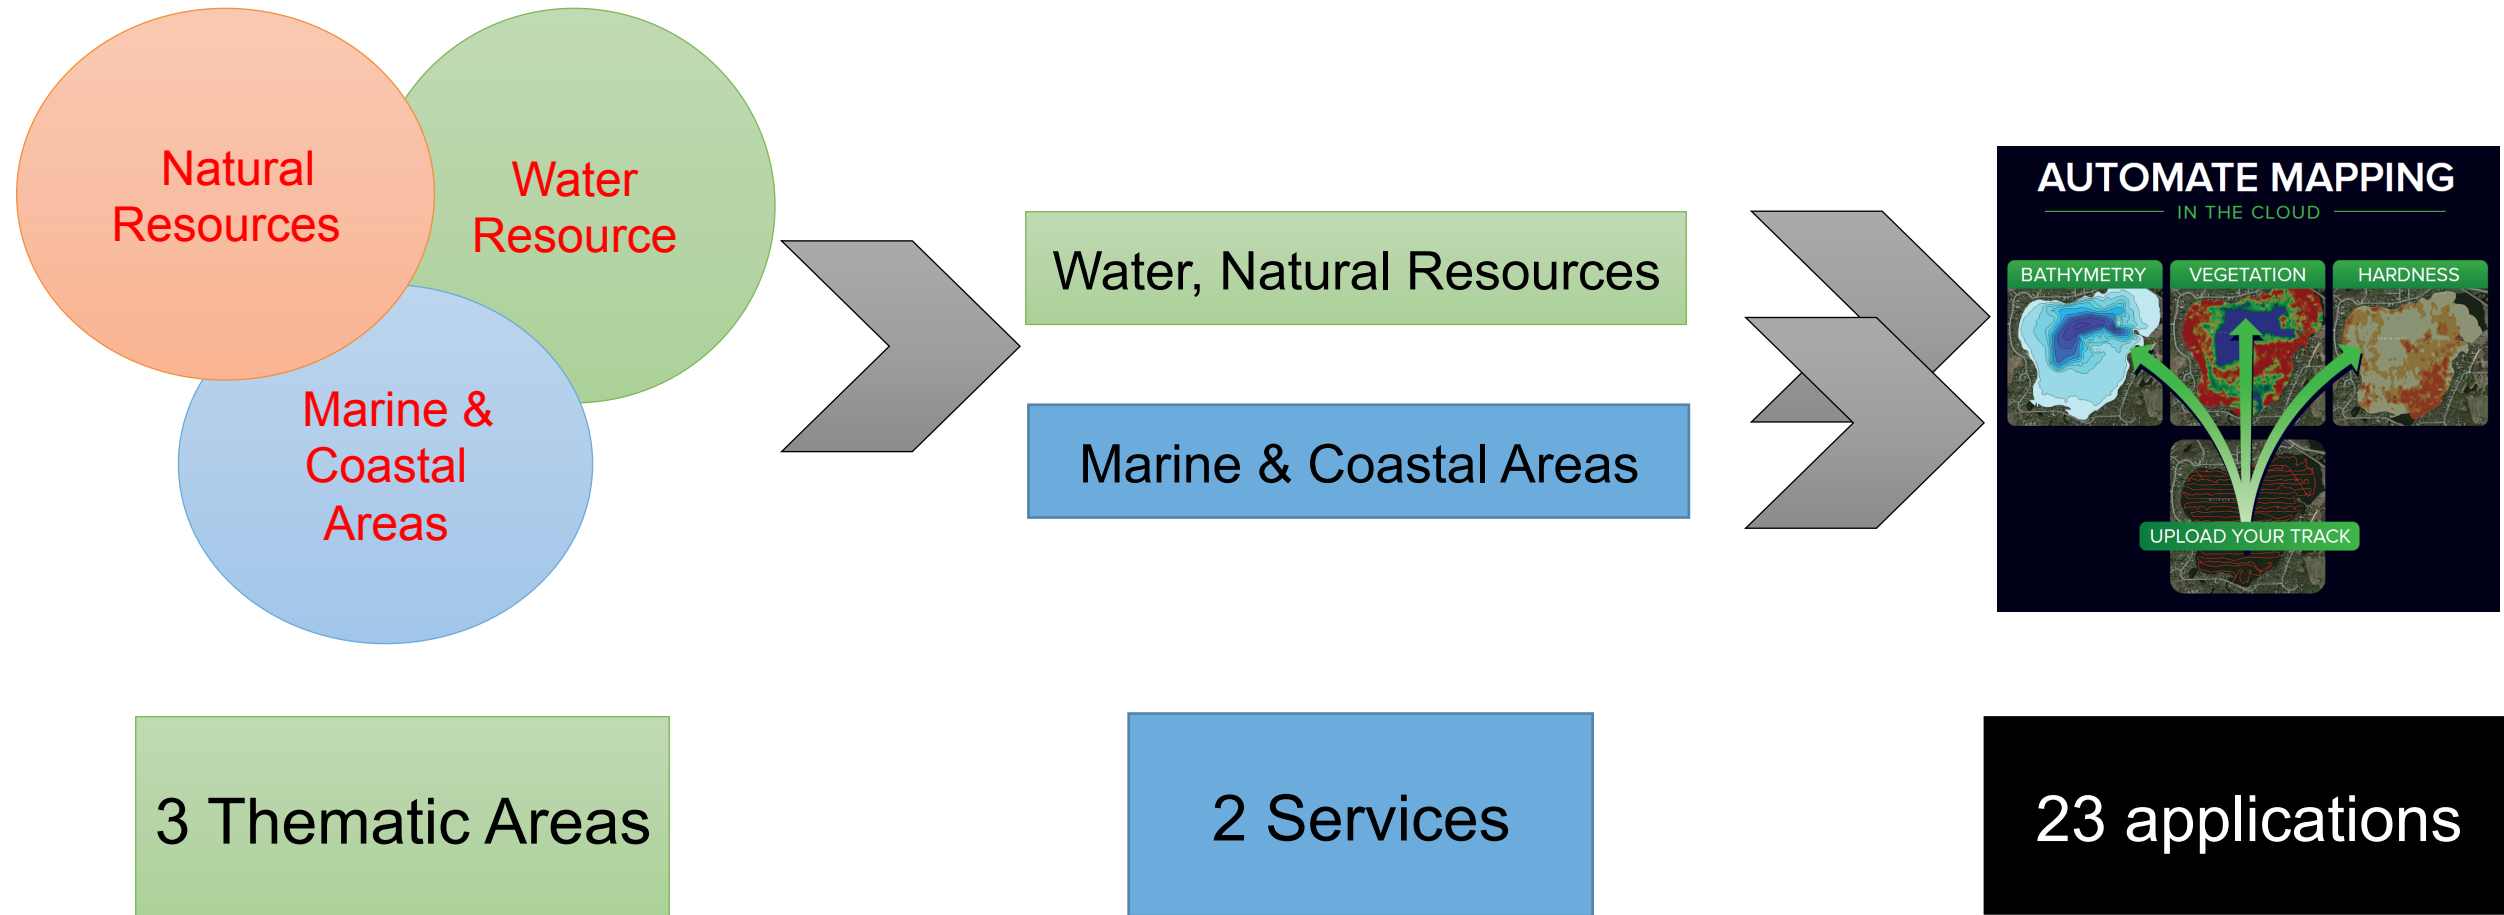 Natural
Resources
Water
Resource
Marine &
Coastal
Areas
Water, Natural Resources
Marine & Coastal Areas
AUTOMATE MAPPING
IN THE CLOUD
BATHYMETRY
VEGETATION
HARDNESS
UPLOAD YOUR TRACK
3 Thematic Areas
2 Services
23 applications